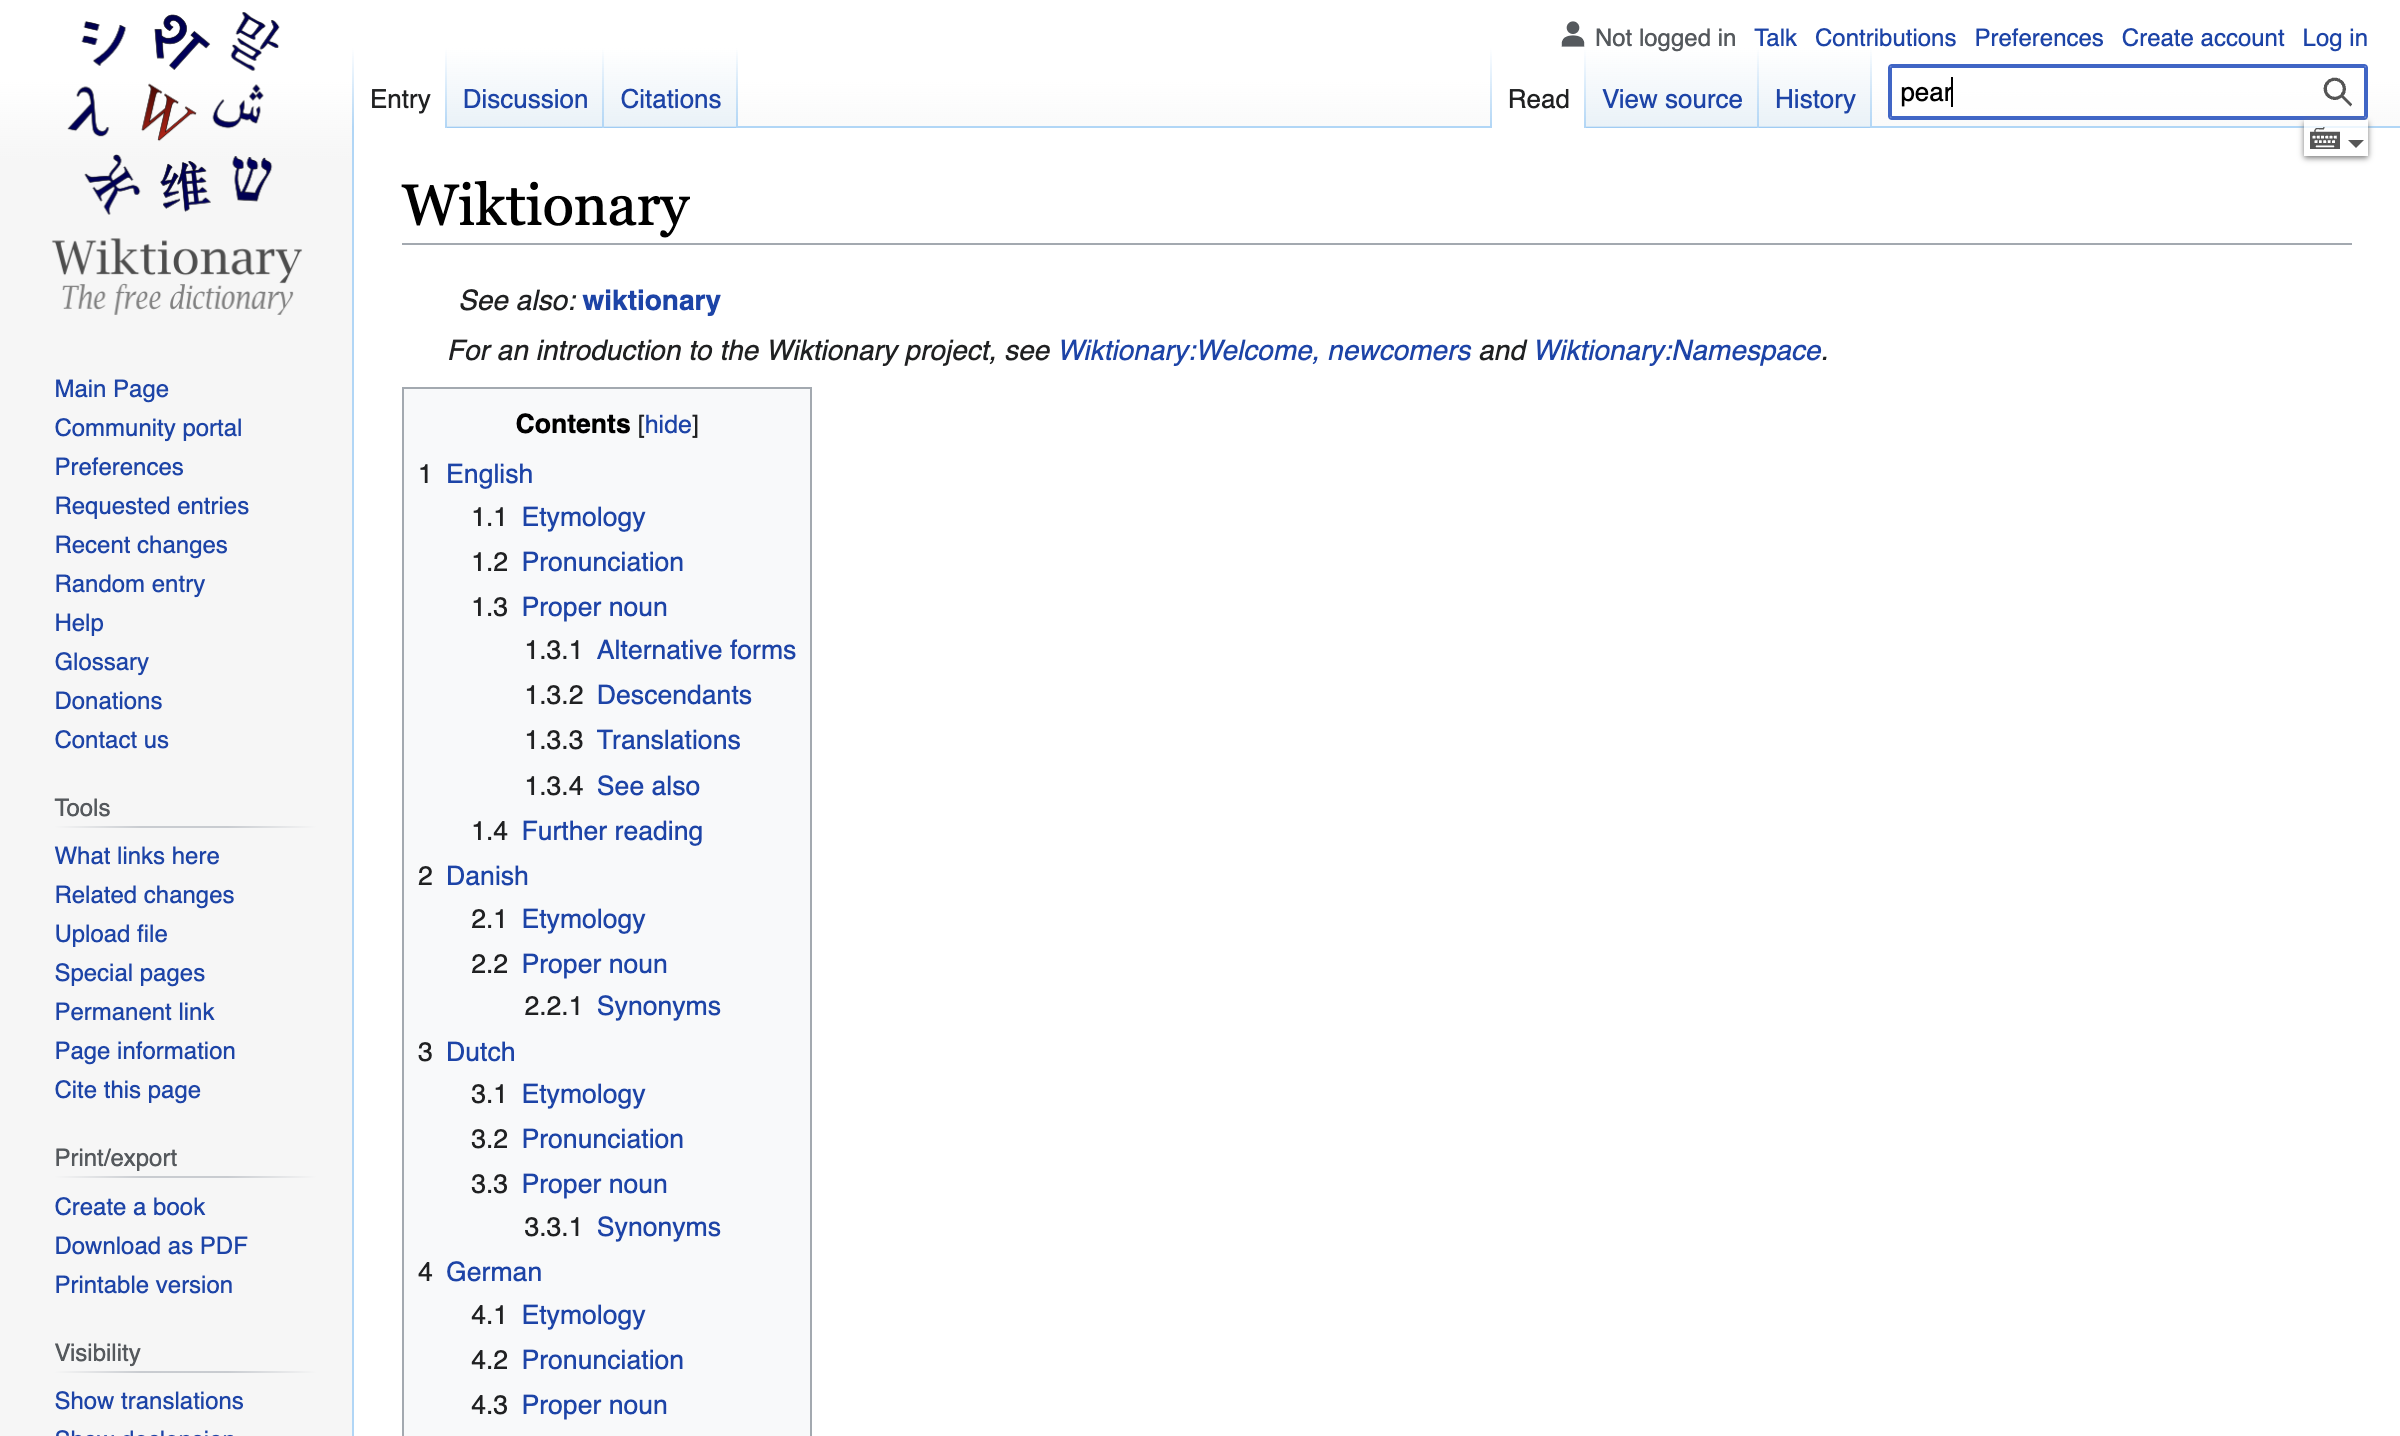 シ Ի 말
λ W ش
维 ש
Wiktionary
The free dictionary
Not logged in Talk Contributions Preferences Create account Log in
Entry Discussion Citations Read View source History pear
Wiktionary
See also: wiktionary
For an introduction to the Wiktionary project, see Wiktionary:Welcome, newcomers and Wiktionary:Namespace.
Contents [hide]
1 English
1.1 Etymology
1.2 Pronunciation
1.3 Proper noun
1.3.1 Alternative forms
1.3.2 Descendants
1.3.3 Translations
1.3.4 See also
1.4 Further reading
2 Danish
2.1 Etymology
2.2 Proper noun
2.2.1 Synonyms
3 Dutch
3.1 Etymology
3.2 Pronunciation
3.3 Proper noun
3.3.1 Synonyms
4 German
4.1 Etymology
4.2 Pronunciation
4.3 Proper noun
Main Page
Community portal
Preferences
Requested entries
Recent changes
Random entry
Help
Glossary
Donations
Contact us
Tools
What links here
Related changes
Upload file
Special pages
Permanent link
Page information
Cite this page
Print/export
Create a book
Download as PDF
Printable version
Visibility
Show translations